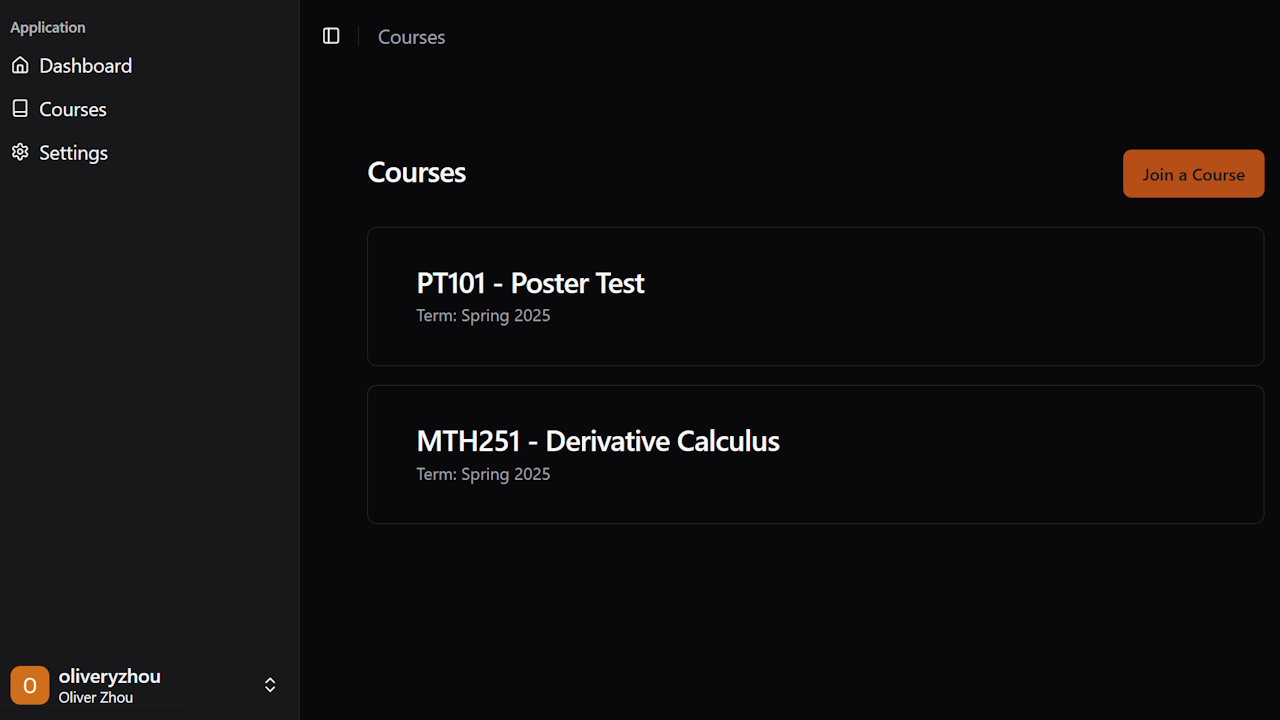 Application
Dashboard
Courses
Settings
Courses
Courses
Join a Course
PT101 - Poster Test
Term: Spring 2025
MTH251 - Derivative Calculus
Term: Spring 2025
O
oliveryzhou
Oliver Zhou